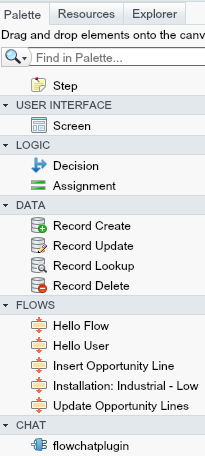 Palette Resources Explorer
Drag and drop elements onto the canv
Find in Palette...
Step
USER INTERFACE
Screen
LOGIC
Decision
Assignment
DATA
Record Create
Record Update
Record Lookup
Record Delete
FLOWS
Hello Flow
Hello User
Insert Opportunity Line
Installation: Industrial - Low
Update Opportunity Lines
CHAT
flowchatplugin